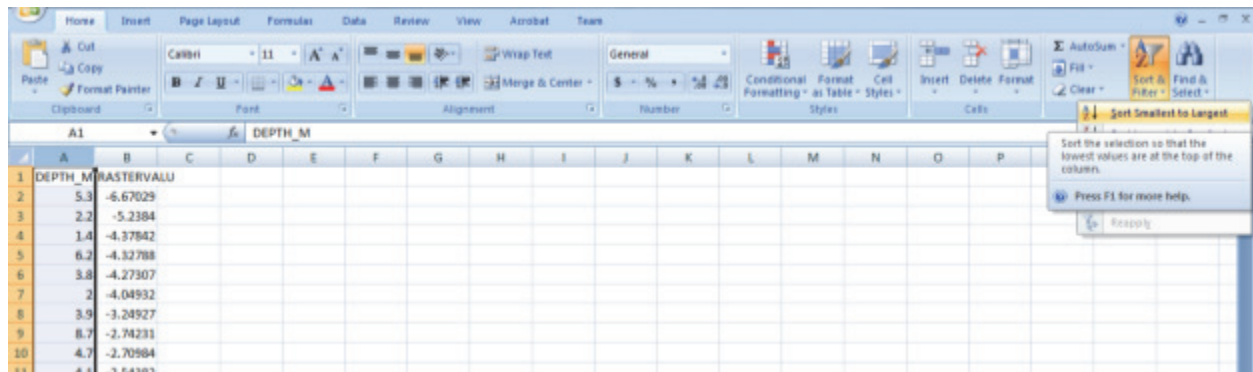 Home Insert Page Layout Formulas Data Review View Acrobat Team
Cut
Copy
Format Painter
Paste
Clipboard
Calibri 11 A A
B I U A
Font
Wrap Text
Merge & Center
Alignment
General
$ % ,
Number
Conditional Formatting
Format as Table
Cell Styles
Styles
Insert Delete Format
Cells
Σ AutoSum
Fill
Clear
Sort & Filter
Find & Select
Sort Smallest to Largest
Sort the selection so that the
lowest values are at the top of the
column.
Press F1 for more help.
Reapply
A1 fx DEPTH_M
A B C D E F G H I J K L M N O P
1 DEPTH_M RASTERVALU
2 5.3 -6.67029
3 2.2 -5.2384
4 1.4 -4.37842
5 6.2 -4.32788
6 3.8 -4.27307
7 2 -4.04932
8 3.9 -3.24927
9 8.7 -2.74231
10 4.7 -2.70984